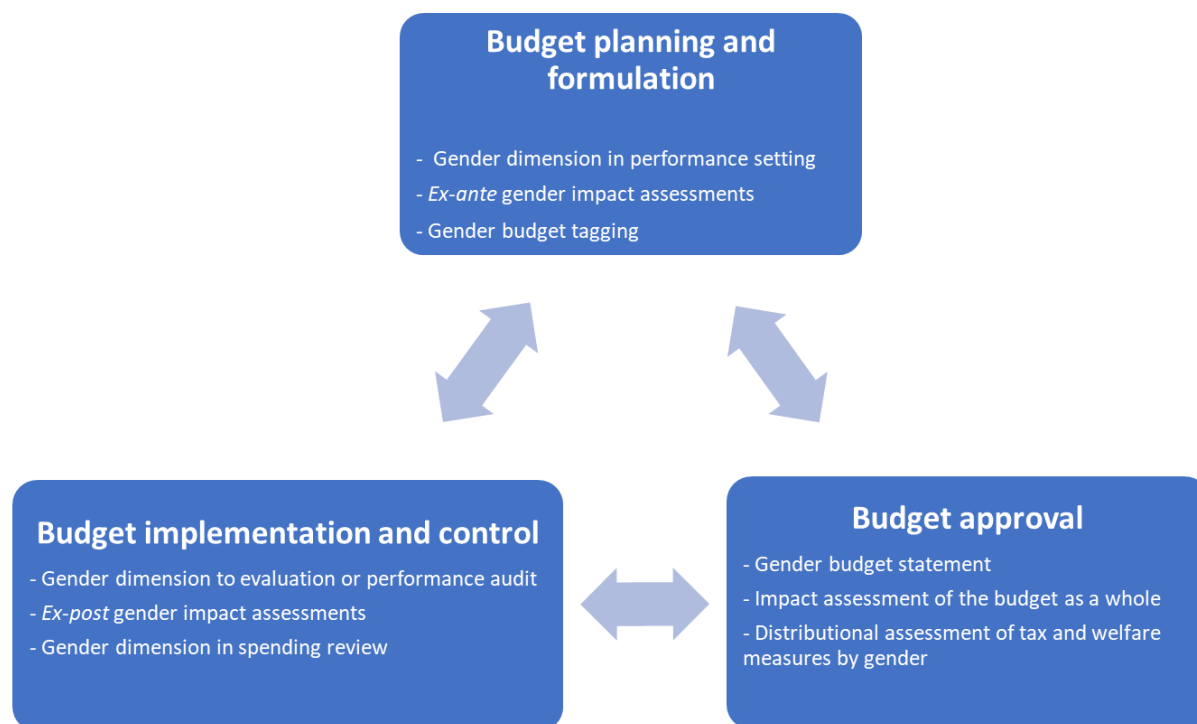 Budget planning and
formulation
- Gender dimension in performance setting
- Ex-ante gender impact assessments
- Gender budget tagging
Budget implementation and control
- Gender dimension to evaluation or performance audit
- Ex-post gender impact assessments
- Gender dimension in spending review
Budget approval
- Gender budget statement
- Impact assessment of the budget as a whole
- Distributional assessment of tax and welfare
measures by gender